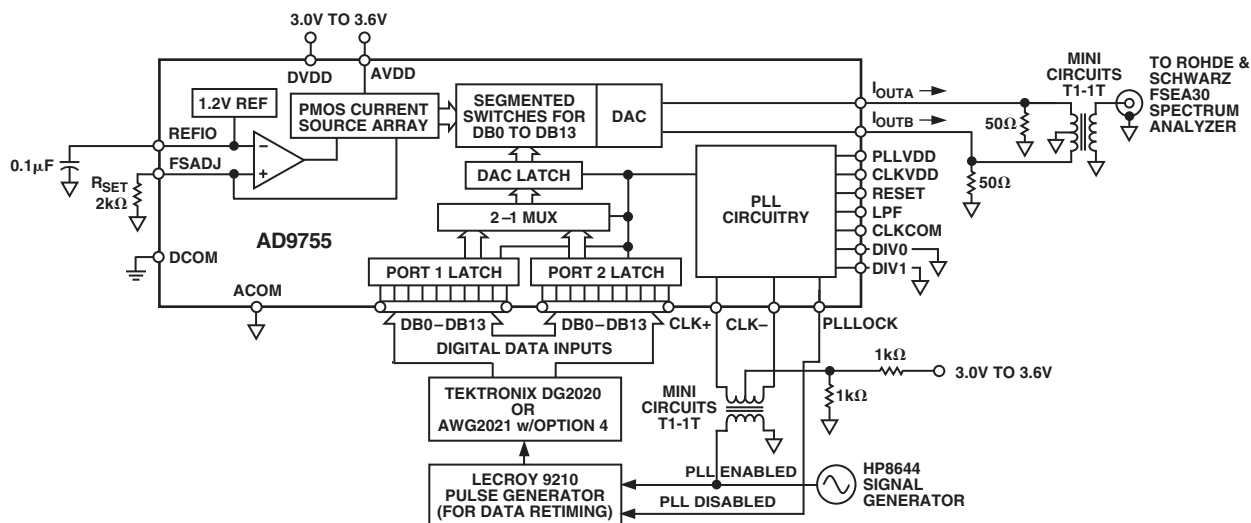 3.0V TO 3.6V
DVDD
AVDD
1.2V REF
PMOS CURRENT
SOURCE ARRAY
SEGMENTED
SWITCHES FOR
DB0 TO DB13
DAC
IOUTA
IOUTB
MINI
CIRCUITS
T1-1T
TO ROHDE &
SCHWARZ
FSEA30
SPECTRUM
ANALYZER
50Ω
50Ω
REFIO
0.1μF
FSADJ
−
+
RSET
2kΩ
DAC LATCH
2–1 MUX
PLL
CIRCUITRY
PLLVDD
CLKVDD
RESET
LPF
CLKCOM
DIV0
DIV1
AD9755
DCOM
ACOM
PORT 1 LATCH
PORT 2 LATCH
DB0–DB13
DB0–DB13
CLK+
CLK–
PLLLOCK
DIGITAL DATA INPUTS
1kΩ
3.0V TO 3.6V
1kΩ
TEKTRONIX DG2020
OR
AWG2021 w/OPTION 4
MINI
CIRCUITS
T1-1T
LECROY 9210
PULSE GENERATOR
(FOR DATA RETIMING)
PLL ENABLED
PLL DISABLED
HP8644
SIGNAL
GENERATOR